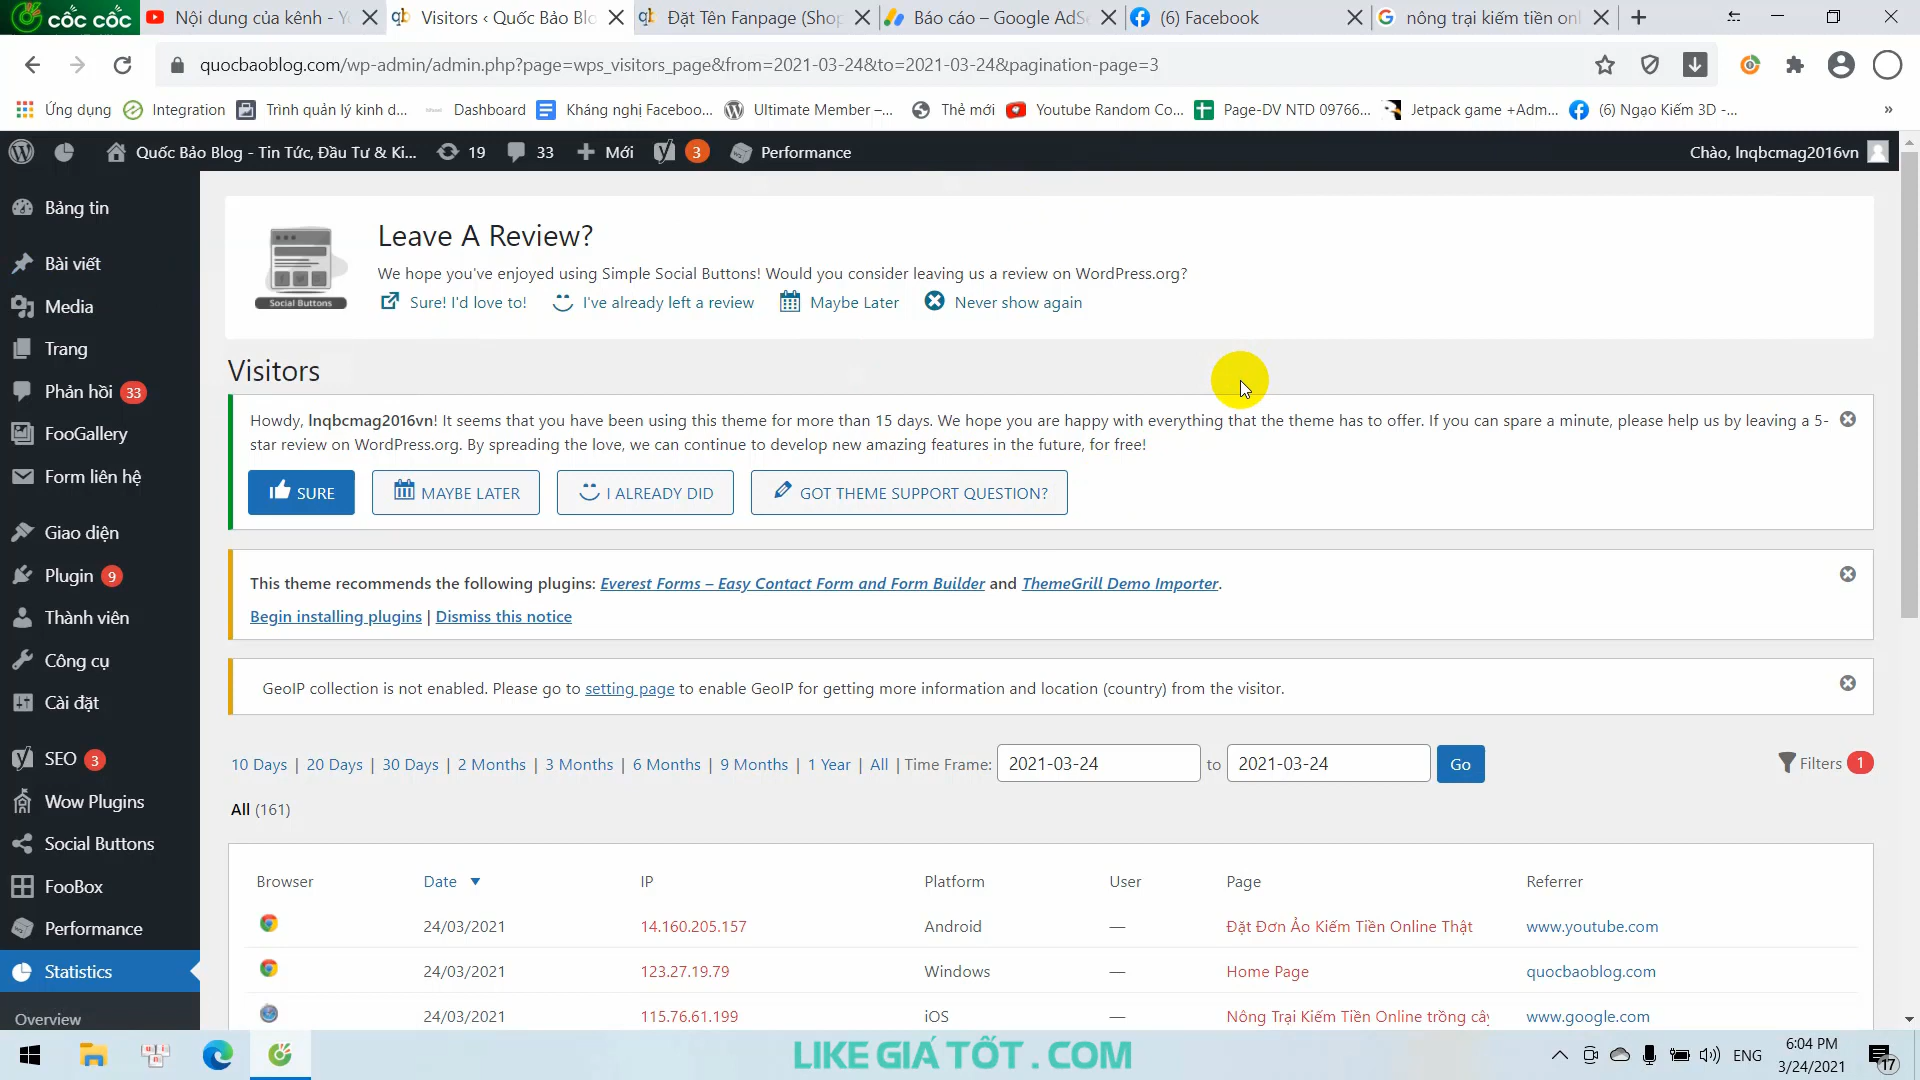 cốc cốc
Nội dung của kênh - Y
Visitors ‹ Quốc Bảo Blo
Đặt Tên Fanpage (Shop
Báo cáo – Google AdSe
(6) Facebook
nông trại kiếm tiền onl
quocbaoblog.com/wp-admin/admin.php?page=wps_visitors_page&from=2021-03-24&to=2021-03-24&pagination-page=3
Ứng dụng
Integration
Trình quản lý kinh d...
Dashboard
Kháng nghị Faceboo...
Ultimate Member –...
Thẻ mới
Youtube Random Co...
Page-DV NTD 09766...
Jetpack game +Adm...
(6) Ngạo Kiếm 3D -...
»
Quốc Bảo Blog - Tin Tức, Đầu Tư & Ki...
19
33
Mới
3
Performance
Chào, lnqbcmag2016vn
Bảng tin
Bài viết
Media
Trang
Phản hồi 33
FooGallery
Form liên hệ
Giao diện
Plugin 9
Thành viên
Công cụ
Cài đặt
SEO 3
Wow Plugins
Social Buttons
FooBox
Performance
Statistics
Overview
Social Buttons
Leave A Review?
We hope you've enjoyed using Simple Social Buttons! Would you consider leaving us a review on WordPress.org?
Sure! I'd love to! I've already left a review Maybe Later Never show again
Visitors
Howdy, lnqbcmag2016vn! It seems that you have been using this theme for more than 15 days. We hope you are happy with everything that the theme has to offer. If you can spare a minute, please help us by leaving a 5-
star review on WordPress.org. By spreading the love, we can continue to develop new amazing features in the future, for free!
SURE MAYBE LATER I ALREADY DID GOT THEME SUPPORT QUESTION?
This theme recommends the following plugins: Everest Forms – Easy Contact Form and Form Builder and ThemeGrill Demo Importer.
Begin installing plugins | Dismiss this notice
GeoIP collection is not enabled. Please go to setting page to enable GeoIP for getting more information and location (country) from the visitor.
10 Days | 20 Days | 30 Days | 2 Months | 3 Months | 6 Months | 9 Months | 1 Year | All | Time Frame: 2021-03-24 to 2021-03-24 Go Filters 1
All (161)
Browser Date IP Platform User Page Referrer
24/03/2021 14.160.205.157 Android — Đặt Đơn Ảo Kiếm Tiền Online Thật www.youtube.com
24/03/2021 123.27.19.79 Windows — Home Page quocbaoblog.com
24/03/2021 115.76.61.199 iOS — Nông Trại Kiếm Tiền Online trồng cây www.google.com
LIKE GIÁ TỐT . COM
ENG
6:04 PM
3/24/2021
17